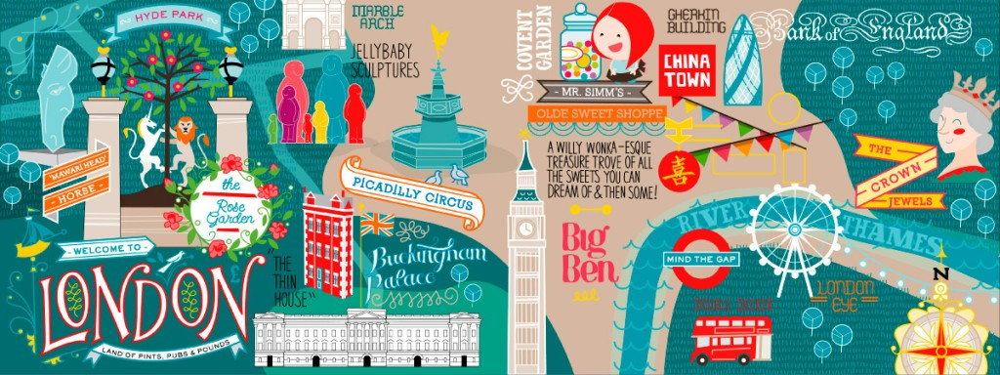 HYDE PARK
MARBLE
ARCH
JELLYBABY
SCULPTURES
COVENT
GARDEN
- MR. SIMM'S -
OLDE SWEET SHOPPE
A WILLY WONKA-ESQUE
TREASURE TROVE OF ALL
THE SWEETS YOU CAN
DREAM OF & THEN SOME!
GHERKIN
BUILDING
CHINA
TOWN
囍
Bank of England
THE
CROWN
JEWELS
"MAWARI HEAD"
HORSE
the
Rose
Garden
PICADILLY CIRCUS
- WELCOME TO -
LONDON
LAND OF PINTS, PUBS & POUNDS
"THE
THIN
HOUSE"
Buckingham
Palace
Big
Ben
RIVER THAMES
MIND THE GAP
LONDON
EYE
DOUBLE DECKER
N